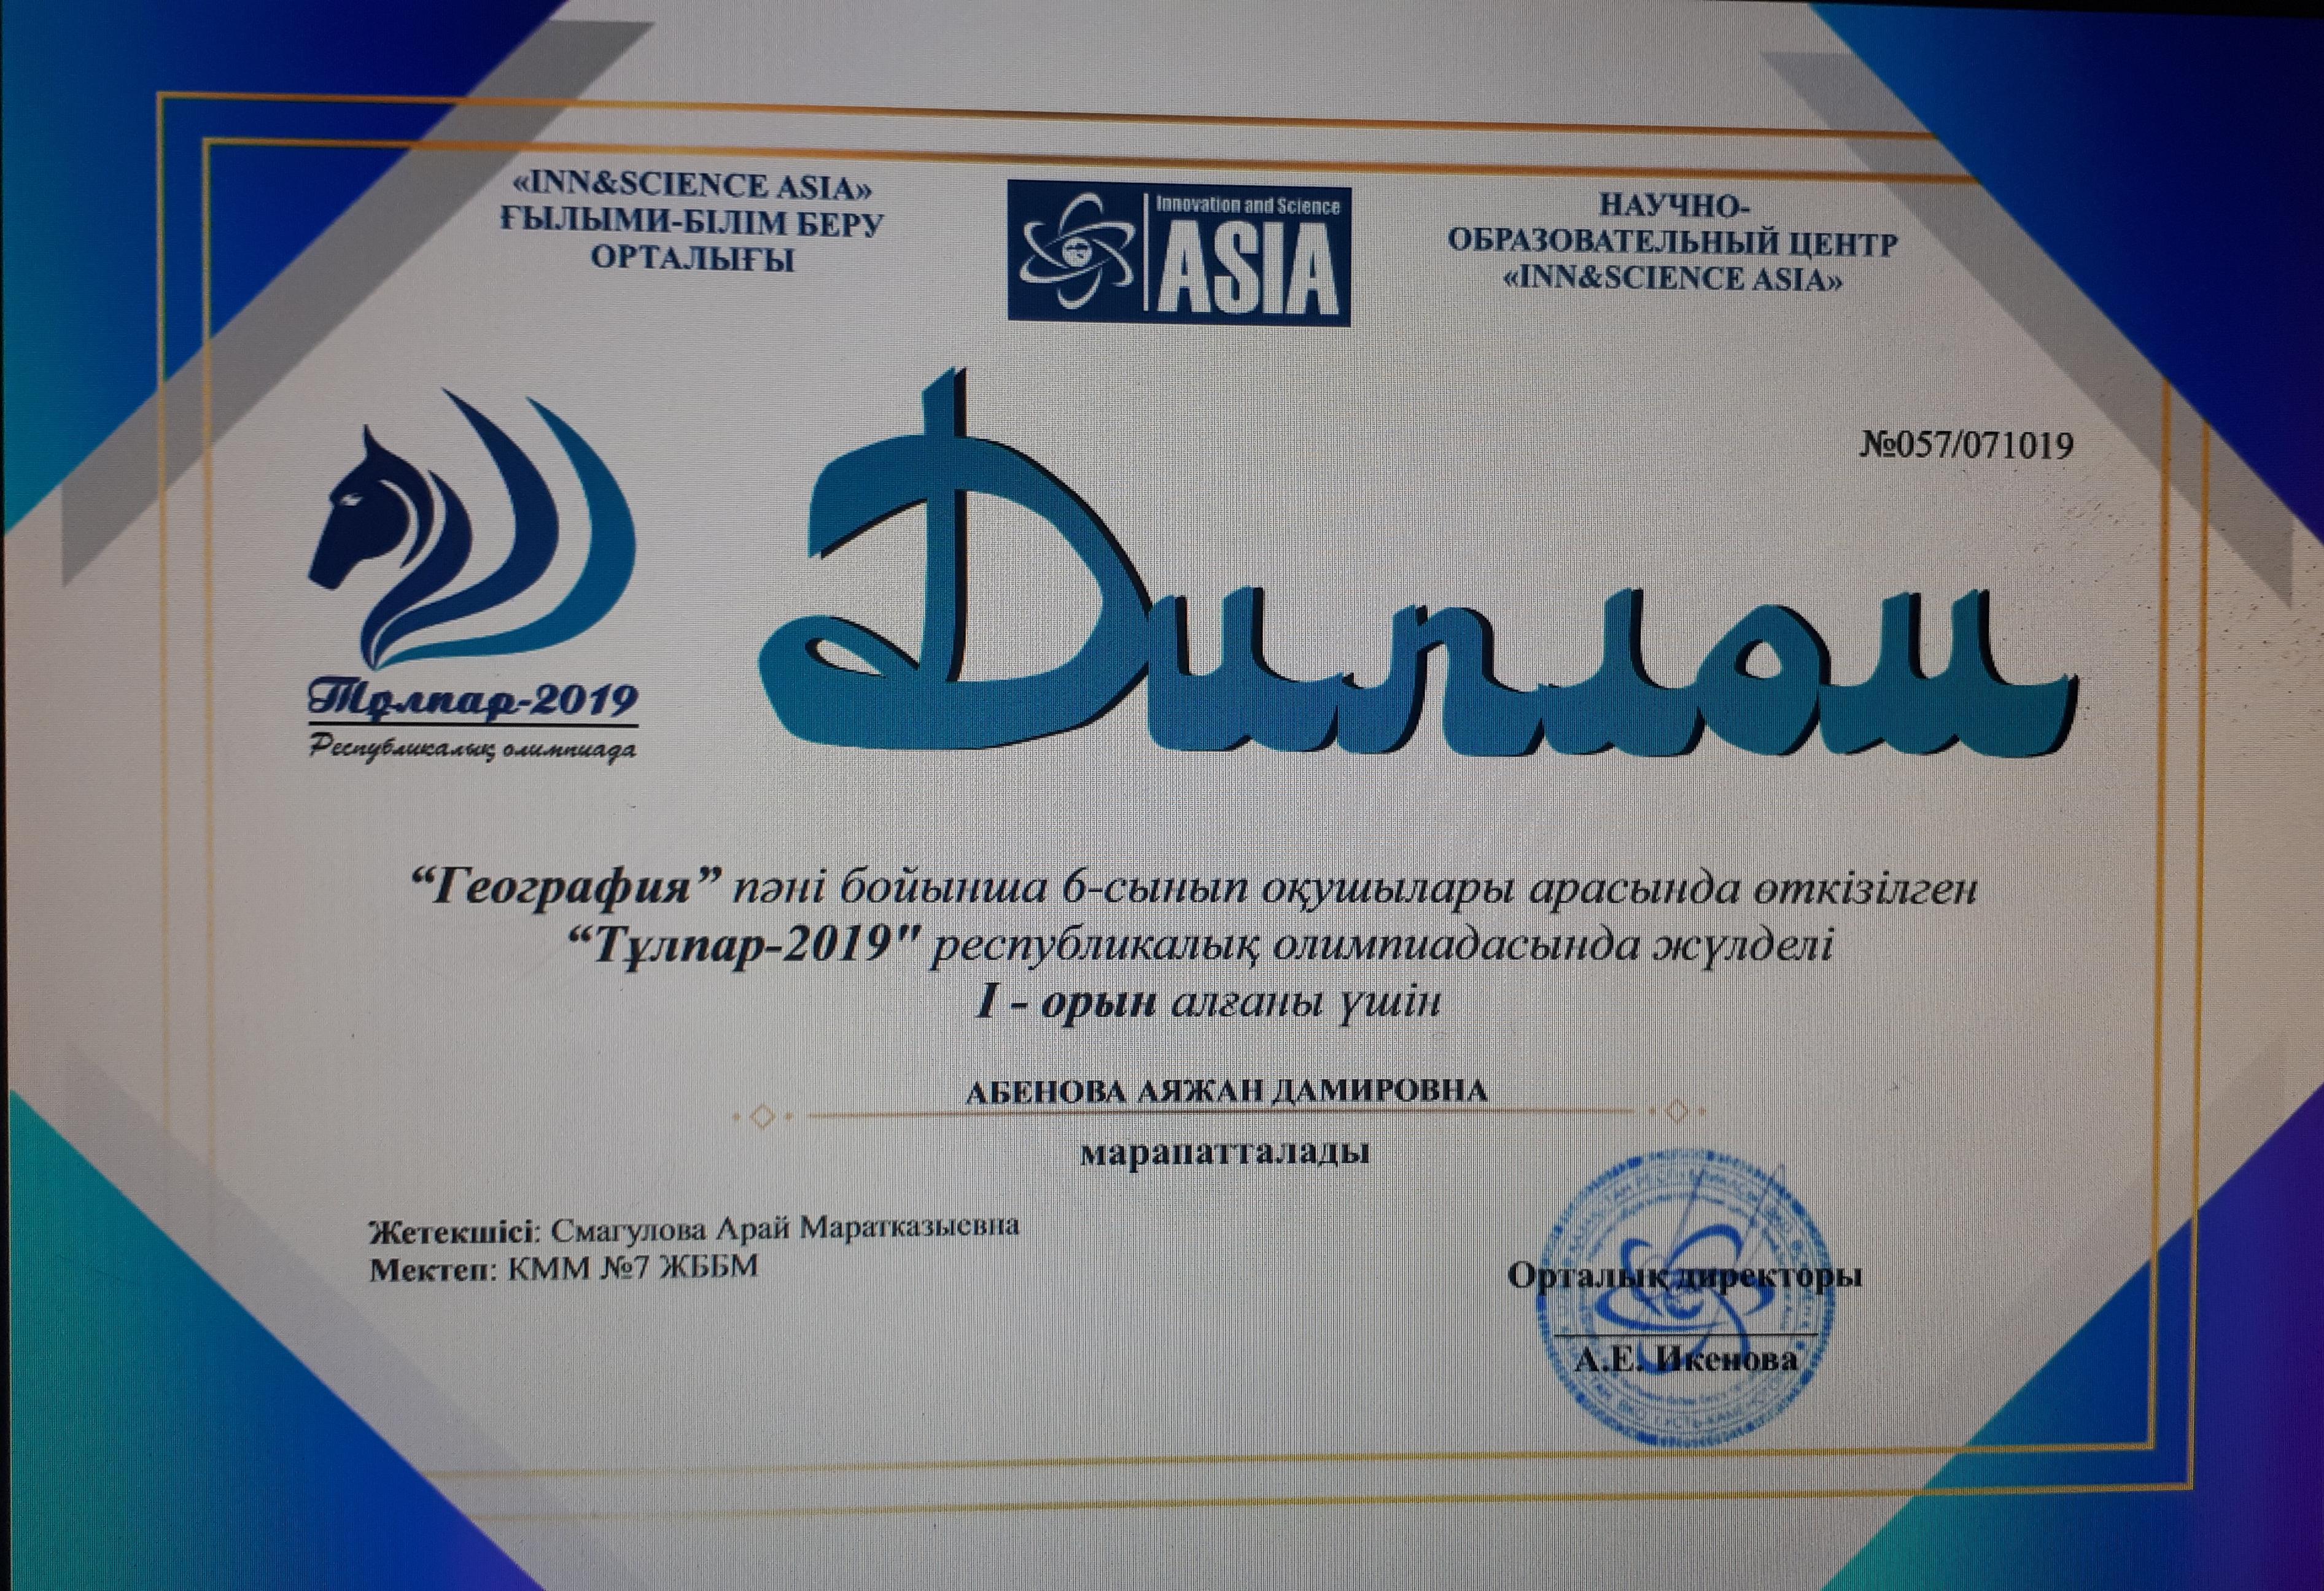 «INN&SCIENCE ASIA»
ҒЫЛЫМИ-БІЛІМ БЕРУ
ОРТАЛЫҒЫ
Innovation and Science
ASIA
НАУЧНО-
ОБРАЗОВАТЕЛЬНЫЙ ЦЕНТР
«INN&SCIENCE ASIA»
№057/071019
Тұлпар-2019
Республикалық олимпиада
Диплом
“География” пәні бойынша 6-сынып оқушылары арасында өткізілген
“Тұлпар-2019" республикалық олимпиадасында жүлделі
I - орын алғаны үшін
АБЕНОВА АЯЖАН ДАМИРОВНА
марапатталады
Жетекшісі: Смагулова Арай Маратказыевна
Мектеп: КММ №7 ЖББМ
Орталық директоры
А.Е. Икенова